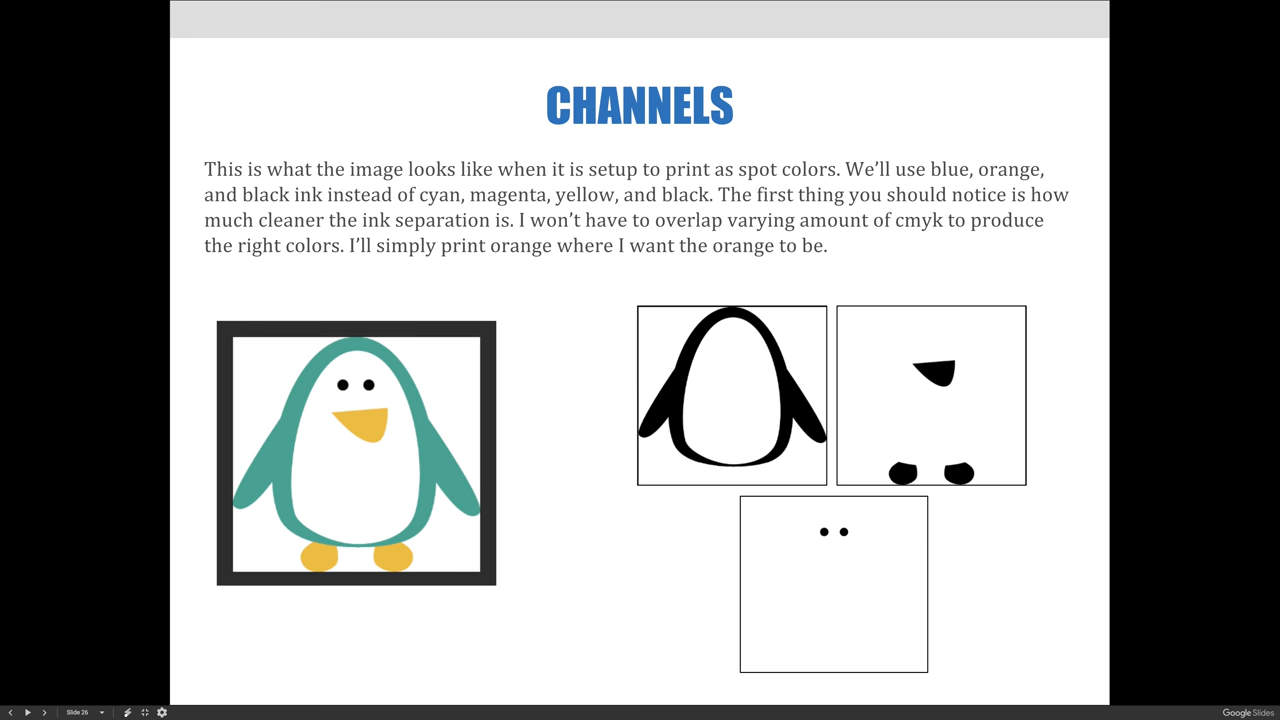 CHANNELS
This is what the image looks like when it is setup to print as spot colors. We’ll use blue, orange,
and black ink instead of cyan, magenta, yellow, and black. The first thing you should notice is how
much cleaner the ink separation is. I won’t have to overlap varying amount of cmyk to produce
the right colors. I’ll simply print orange where I want the orange to be.
Slide 26
Google Slides